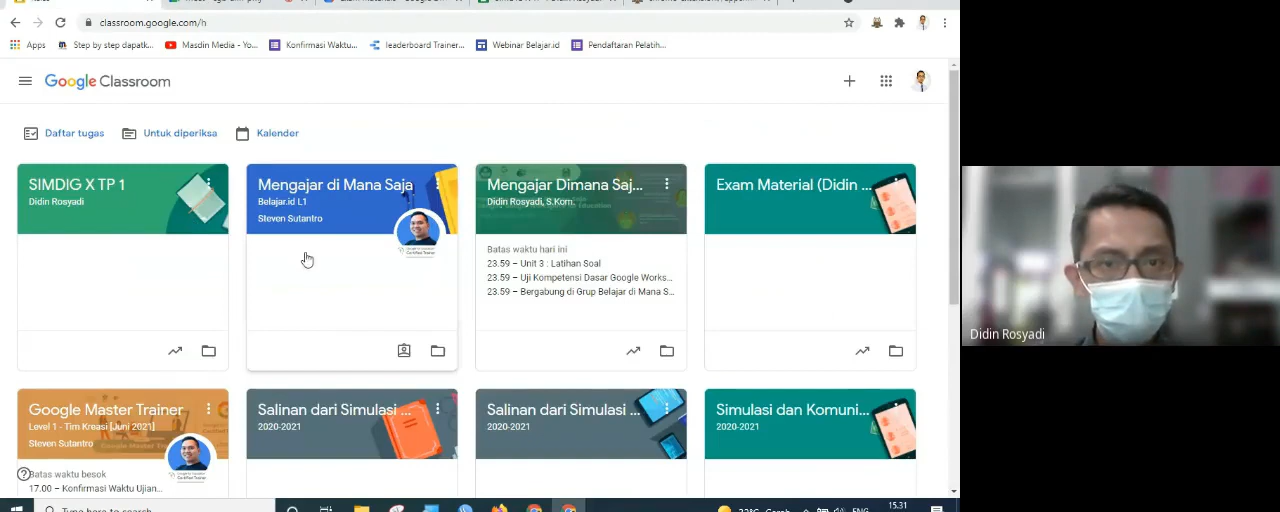 classroom.google.com/h
Apps
Step by step dapatk...
Masdin Media - Yo...
Konfirmasi Waktu...
leaderboard Trainer...
Webinar Belajar.id
Pendaftaran Pelatih...
Google Classroom
Daftar tugas
Untuk diperiksa
Kalender
SIMDIG X TP 1
Didin Rosyadi
Mengajar di Mana Saja
Belajar.id L1
Steven Sutantro
Mengajar Dimana Saj...
Didin Rosyadi, S.Kom.
Batas waktu hari ini
23.59 – Unit 3 : Latihan Soal
23.59 – Uji Kompetensi Dasar Google Works...
23.59 – Bergabung di Grup Belajar di Mana S...
Exam Material (Didin ...
Didin Rosyadi
Google Master Trainer
Level 1 - Tim Kreasi [Juni 2021]
Steven Sutantro
Batas waktu besok
17.00 – Konfirmasi Waktu Ujian...
Salinan dari Simulasi ...
2020-2021
Salinan dari Simulasi ...
2020-2021
Simulasi dan Komuni...
2020-2021
Type here to search
ENG
15.31